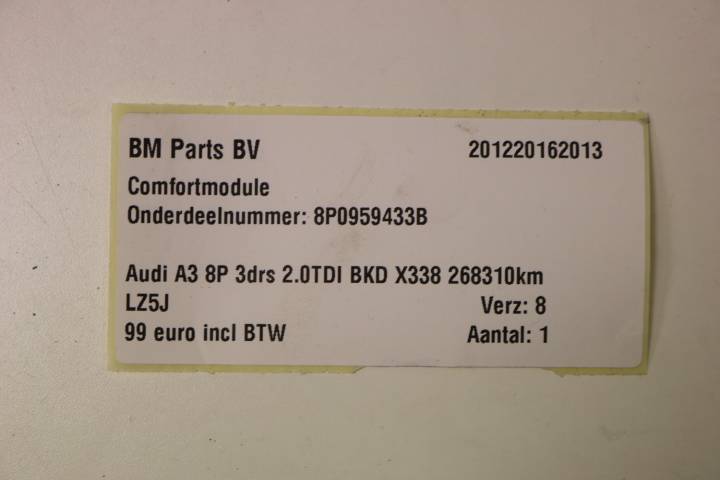 BM Parts BV 201220162013
Comfortmodule
Onderdeelnummer: 8P0959433B
Audi A3 8P 3drs 2.0TDI BKD X338 268310km
LZ5J Verz: 8
99 euro incl BTW Aantal: 1